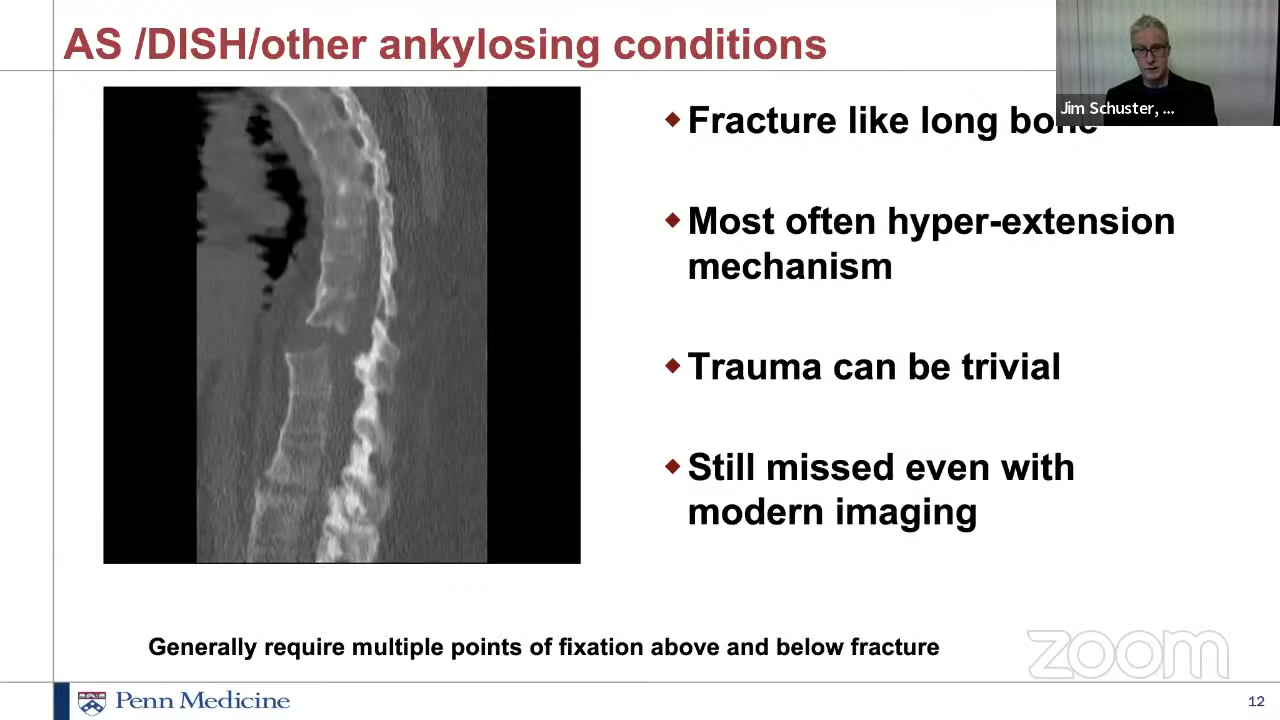 AS /DISH/other ankylosing conditions
Jim Schuster, ...
Fracture like long bone
Most often hyper-extension
mechanism
Trauma can be trivial
Still missed even with
modern imaging
Generally require multiple points of fixation above and below fracture
zoom
Penn Medicine
12